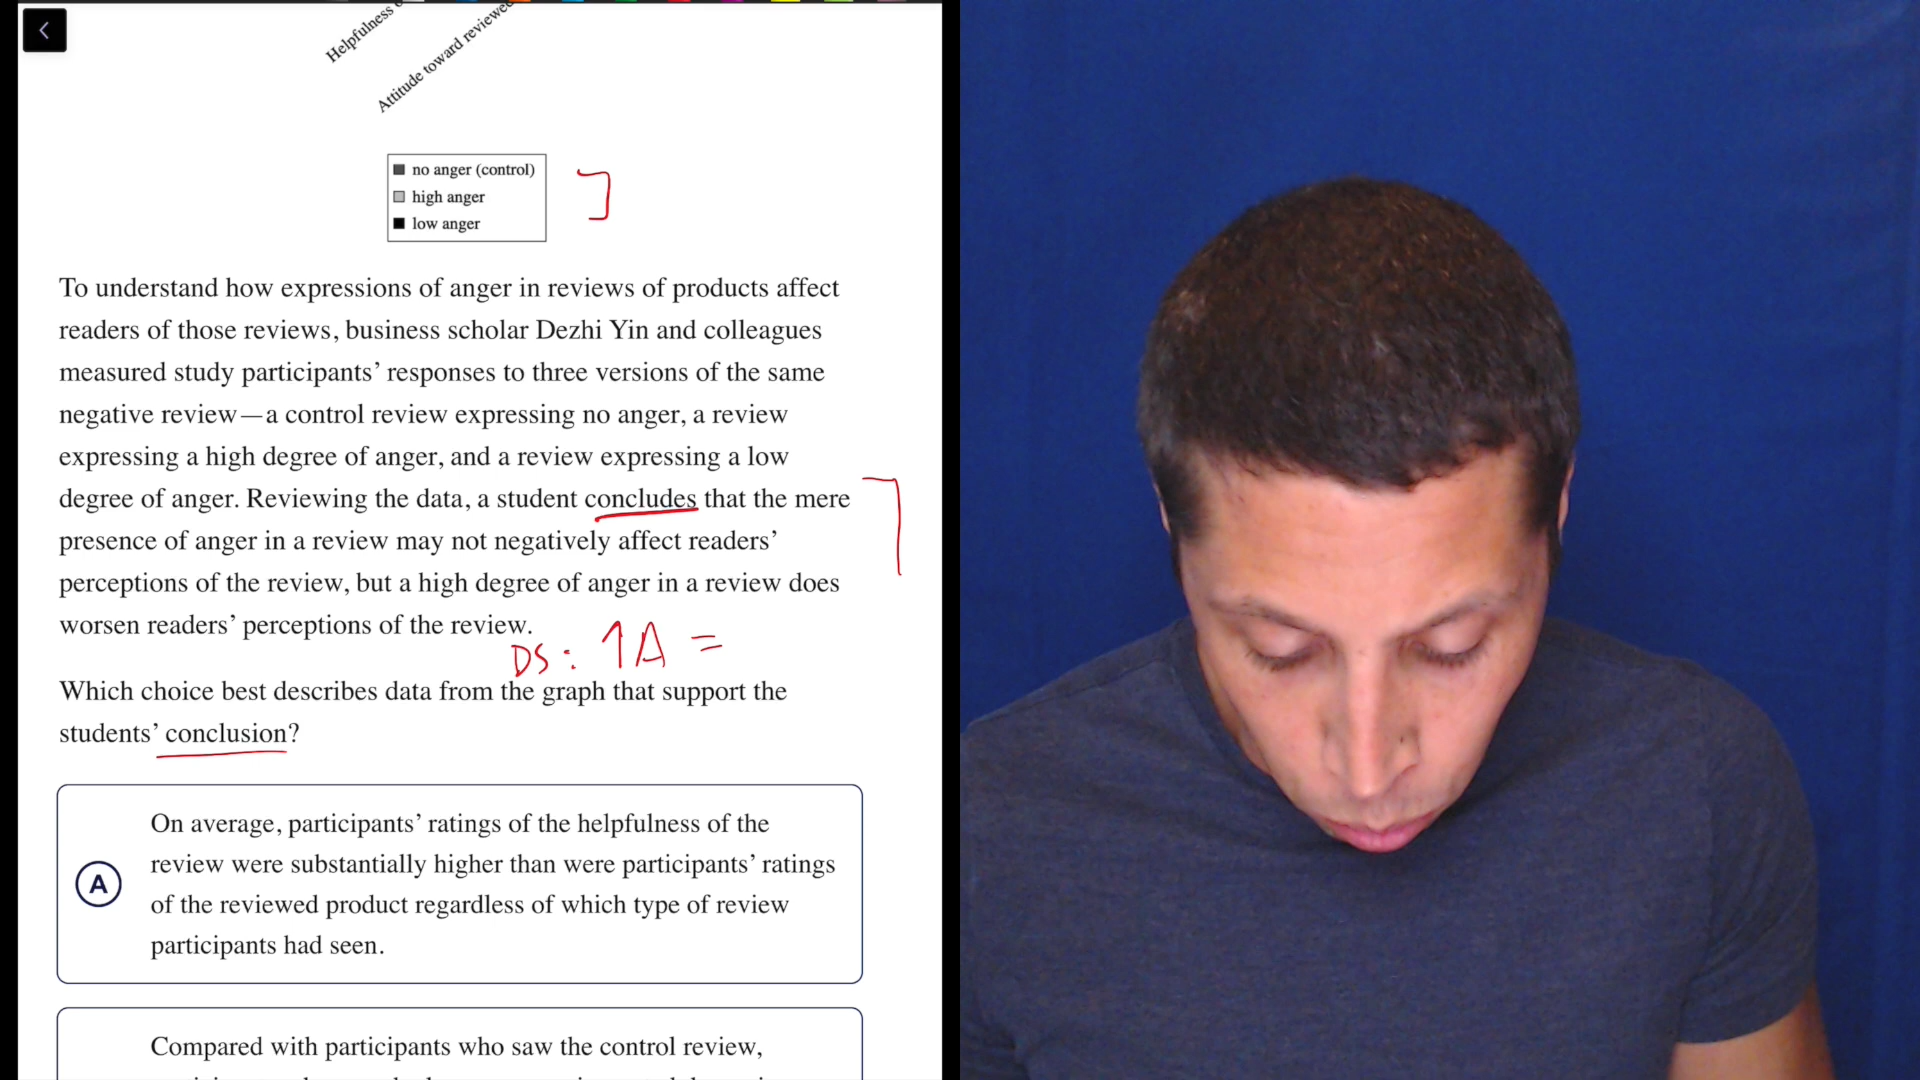 Helpfulness
Attitude toward reviewed
no anger (control)
high anger
low anger
To understand how expressions of anger in reviews of products affect
readers of those reviews, business scholar Dezhi Yin and colleagues
measured study participants’ responses to three versions of the same
negative review—a control review expressing no anger, a review
expressing a high degree of anger, and a review expressing a low
degree of anger. Reviewing the data, a student concludes that the mere
presence of anger in a review may not negatively affect readers’
perceptions of the review, but a high degree of anger in a review does
worsen readers’ perceptions of the review.
DS: ↑A =
Which choice best describes data from the graph that support the
students’ conclusion?
A
On average, participants’ ratings of the helpfulness of the
review were substantially higher than were participants’ ratings
of the reviewed product regardless of which type of review
participants had seen.
Compared with participants who saw the control review,